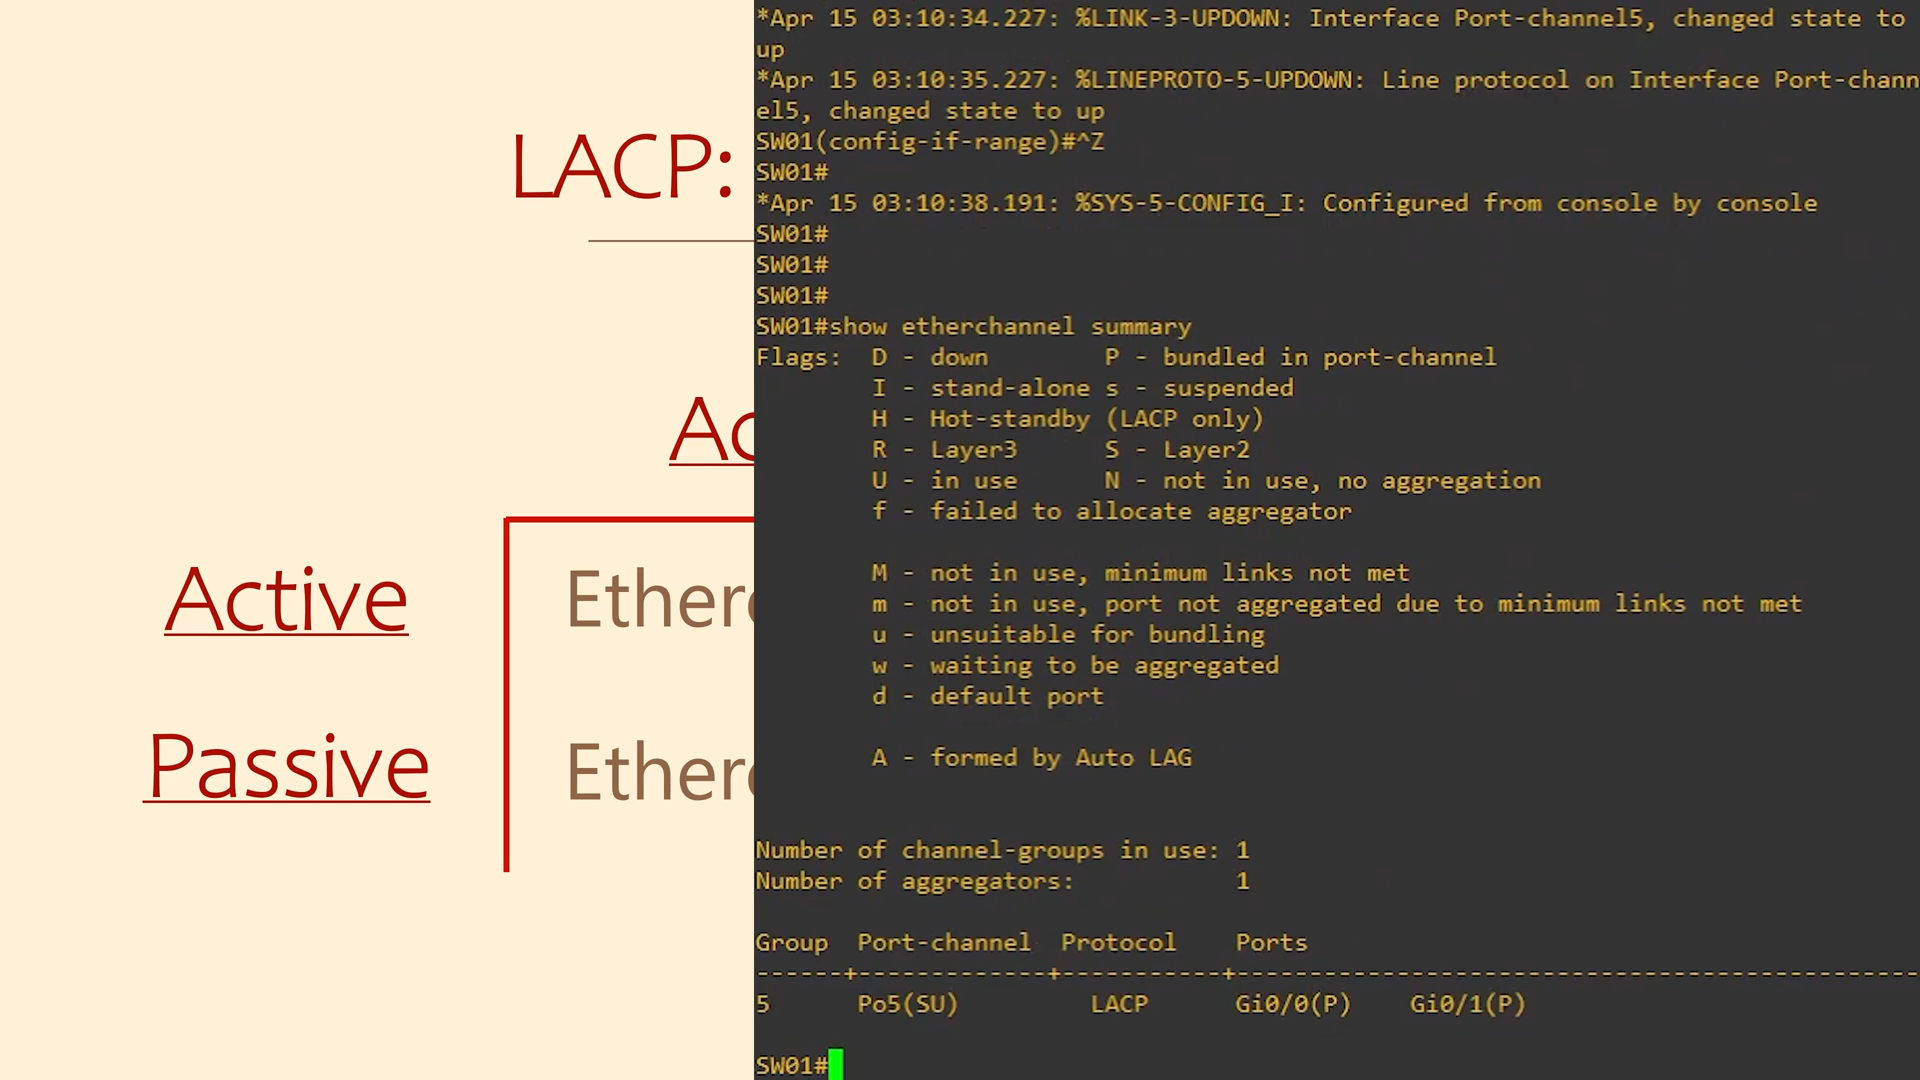 LACP:
Ac
Active
Ether
Passive
Ether
*Apr 15 03:10:34.227: %LINK-3-UPDOWN: Interface Port-channel5, changed state to
up
*Apr 15 03:10:35.227: %LINEPROTO-5-UPDOWN: Line protocol on Interface Port-chann
el5, changed state to up
SW01(config-if-range)#^Z
SW01#
*Apr 15 03:10:38.191: %SYS-5-CONFIG_I: Configured from console by console
SW01#
SW01#
SW01#
SW01#show etherchannel summary
Flags:  D - down        P - bundled in port-channel
        I - stand-alone s - suspended
        H - Hot-standby (LACP only)
        R - Layer3      S - Layer2
        U - in use      N - not in use, no aggregation
        f - failed to allocate aggregator
        M - not in use, minimum links not met
        m - not in use, port not aggregated due to minimum links not met
        u - unsuitable for bundling
        w - waiting to be aggregated
        d - default port
        A - formed by Auto LAG
Number of channel-groups in use: 1
Number of aggregators:           1
Group  Port-channel  Protocol    Ports
------+-------------+-----------+-----------------------------------------------
5      Po5(SU)         LACP      Gi0/0(P)    Gi0/1(P)
SW01#